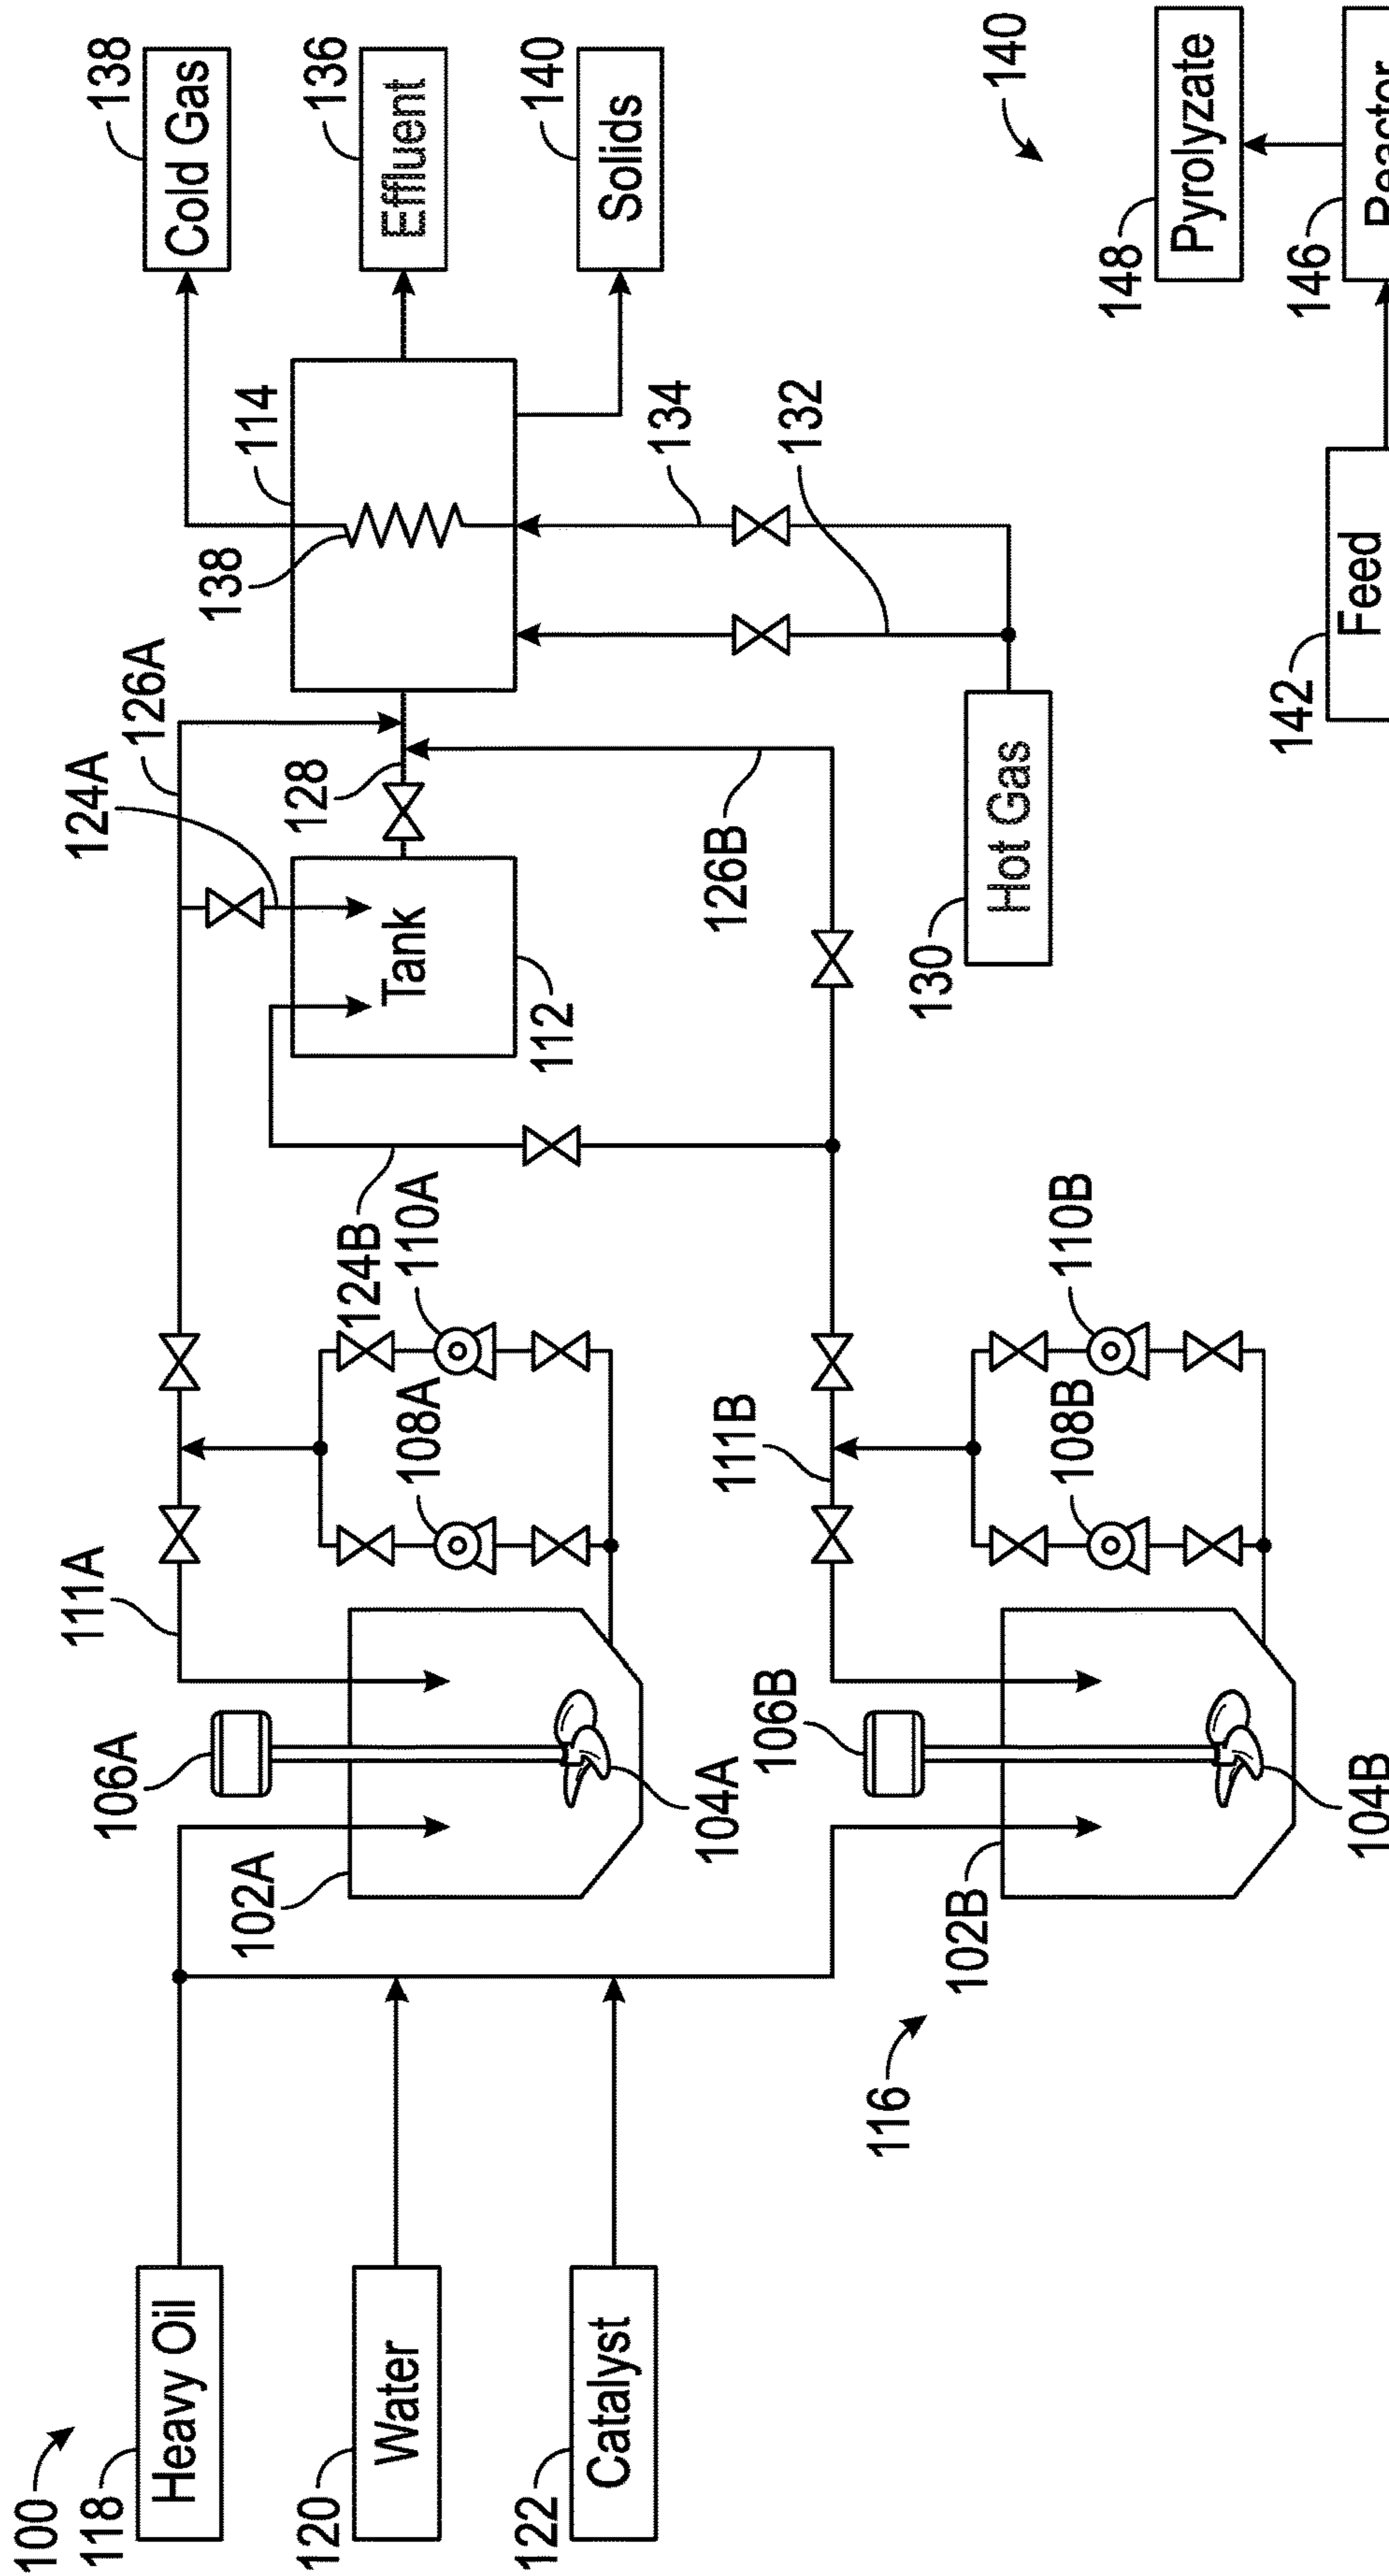 100
118
Heavy Oil
120
Water
122
Catalyst
116
102A
106A
104A
111A
108A
110A
124B
102B
106B
104B
111B
108B
110B
112
Tank
124A
126A
128
126B
130
Hot Gas
132
134
114
138
138
Cold Gas
136
Effluent
140
Solids
140
142
Feed
146
Reactor
148
Pyrolyzate